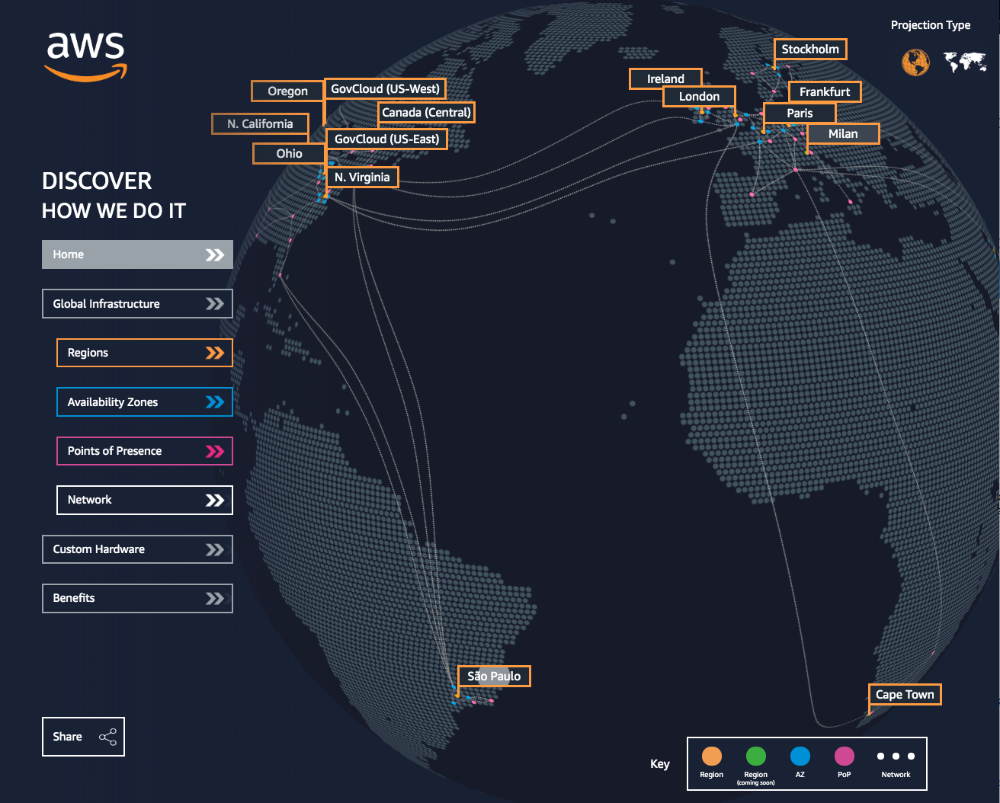 aws
Projection Type
Stockholm
Ireland
Oregon
GovCloud (US-West)
Frankfurt
London
Canada (Central)
Paris
N. California
Milan
GovCloud (US-East)
Ohio
N. Virginia
DISCOVER
HOW WE DO IT
Home
Global Infrastructure
Regions
Availability Zones
Points of Presence
Network
Custom Hardware
Benefits
São Paulo
Cape Town
Share
Key
Region
Region
(coming soon)
AZ
PoP
Network